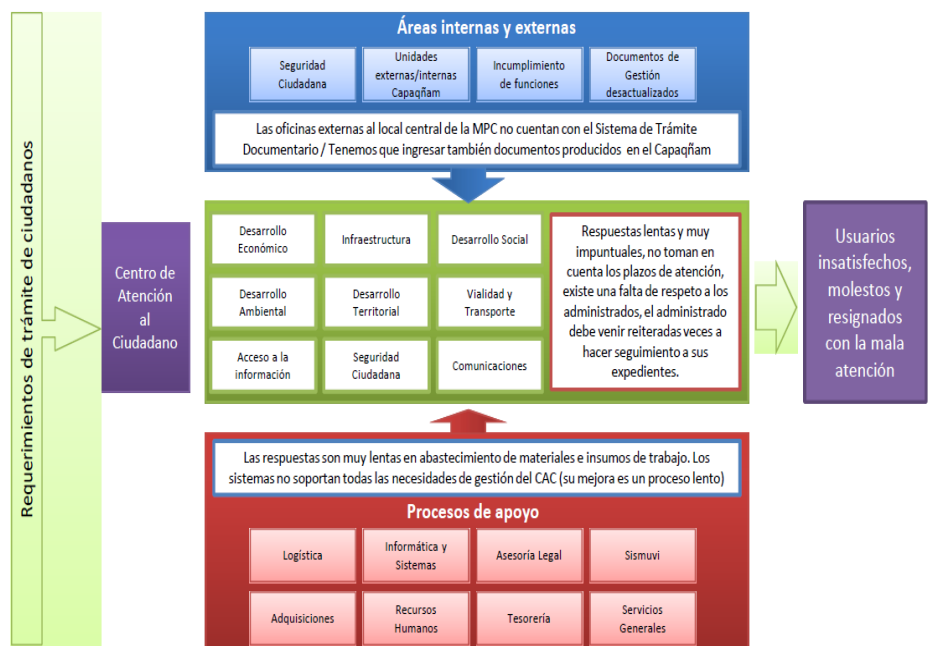 Requerimientos de trámite de ciudadanos
Centro de
Atención
al
Ciudadano
Áreas internas y externas
Seguridad
Ciudadana
Unidades
externas/internas
Capaqñam
Incumplimiento
de funciones
Documentos de
Gestión
desactualizados
Las oficinas externas al local central de la MPC no cuentan con el Sistema de Trámite
Documentario / Tenemos que ingresar también documentos producidos en el Capaqñam
Desarrollo
Económico
Infraestructura
Desarrollo Social
Desarrollo
Ambiental
Desarrollo
Territorial
Vialidad y
Transporte
Acceso a la
información
Seguridad
Ciudadana
Comunicaciones
Respuestas lentas y muy
impuntuales, no toman en
cuenta los plazos de atención,
existe una falta de respeto a los
administrados, el administrado
debe venir reiteradas veces a
hacer seguimiento a sus
expedientes.
Las respuestas son muy lentas en abastecimiento de materiales e insumos de trabajo. Los
sistemas no soportan todas las necesidades de gestión del CAC (su mejora es un proceso lento)
Procesos de apoyo
Logística
Informática y
Sistemas
Asesoría Legal
Sismuvi
Adquisiciones
Recursos
Humanos
Tesorería
Servicios
Generales
Usuarios
insatisfechos,
molestos y
resignados
con la mala
atención